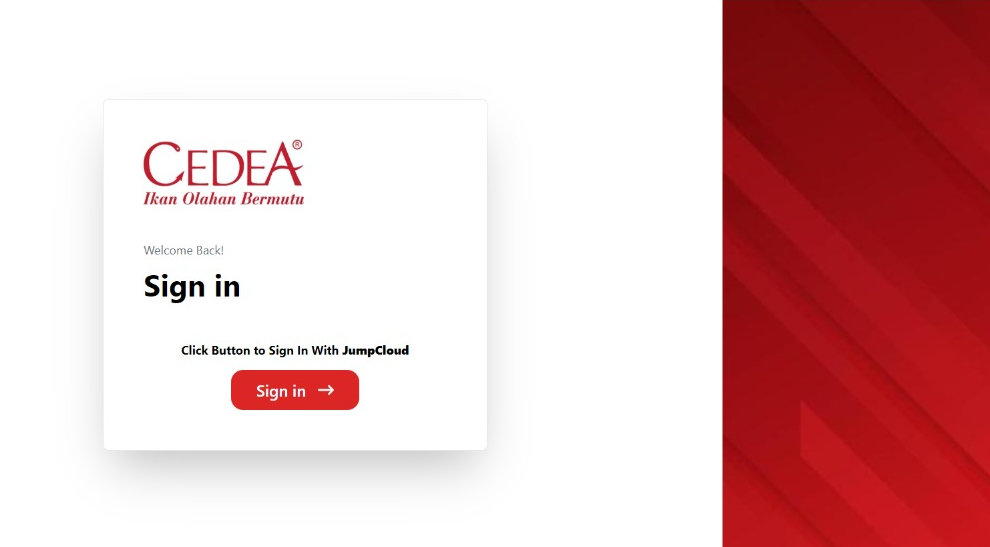 CEDEA®
Ikan Olahan Bermutu
Welcome Back!
Sign in
Click Button to Sign In With JumpCloud
Sign in →